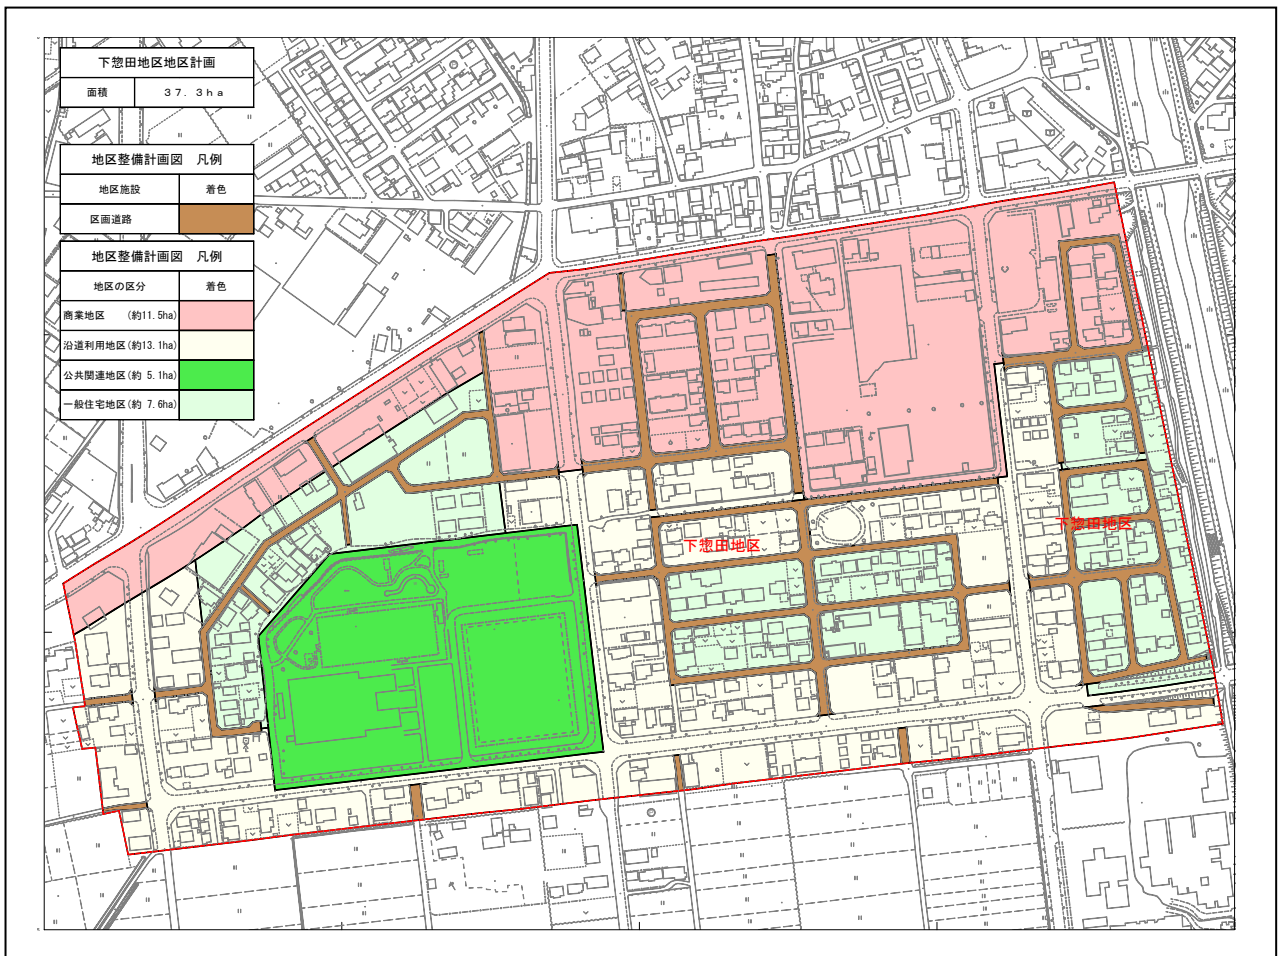 下惣田地区地区計画
面積 37.3ha
地区整備計画図 凡例
地区施設 着色
区画道路
地区整備計画図 凡例
地区の区分 着色
商業地区 (約11.5ha)
沿道利用地区(約13.1ha)
公共関連地区(約 5.1ha)
一般住宅地区(約 7.6ha)
下惣田地区
下惣田地区